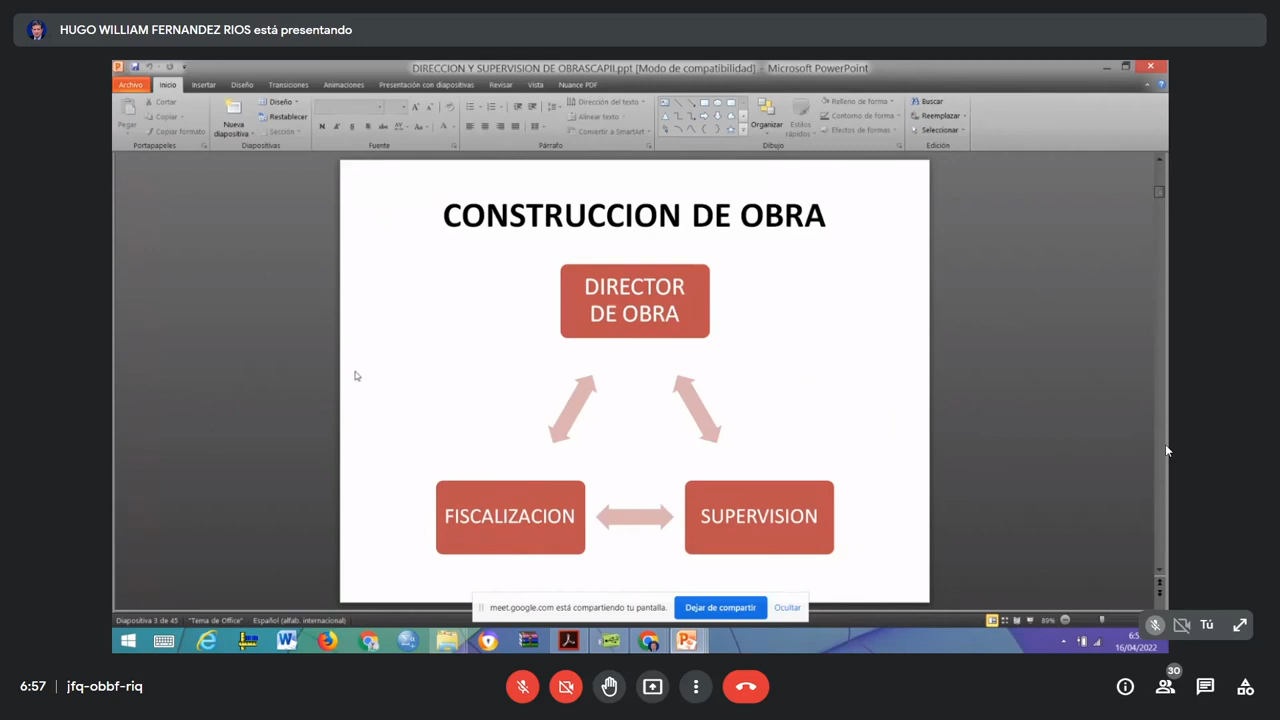 HUGO WILLIAM FERNANDEZ RIOS está presentando
DIRECCION Y SUPERVISION DE OBRASCAPII.ppt [Modo de compatibilidad] - Microsoft PowerPoint
Archivo Inicio Insertar Diseño Transiciones Animaciones Presentación con diapositivas Revisar Vista Nuance PDF
Pegar
Cortar
Copiar
Copiar formato
Portapapeles
Nueva diapositiva
Diseño
Restablecer
Sección
Diapositivas
Fuente
Dirección del texto
Alinear texto
Convertir a SmartArt
Párrafo
Organizar
Estilos rápidos
Relleno de forma
Contorno de forma
Efectos de formas
Dibujo
Buscar
Reemplazar
Seleccionar
Edición
CONSTRUCCION DE OBRA
DIRECTOR
DE OBRA
FISCALIZACION
SUPERVISION
meet.google.com está compartiendo tu pantalla. Dejar de compartir Ocultar
Diapositiva 3 de 45 "Tema de Office" Español (alfab. internacional) 89%
Tú
16/04/2022
6:57 | jfq-obbf-riq
30